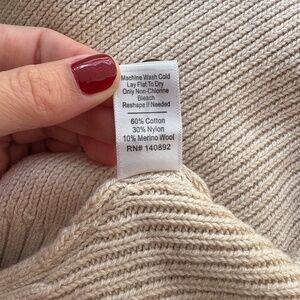 Machine Wash Cold
Lay Flat To Dry
Only Non-Chlorine
Bleach
Reshape If Needed
60% Cotton
30% Nylon
10% Merino Wool
RN# 140892